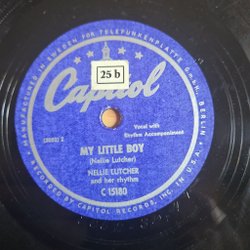 MANUFACTURED IN SWEDEN FOR TELEFUNKENPLATTE G.m.b.H., BERLIN
25 b
Capitol
Vocal with
Rhythm Accompaniment
MY LITTLE BOY
(Nellie Lutcher)
NELLIE LUTCHER
and her rhythm
C 15180
RECORDED BY CAPITOL RECORDS, INC. IN U.S.A.